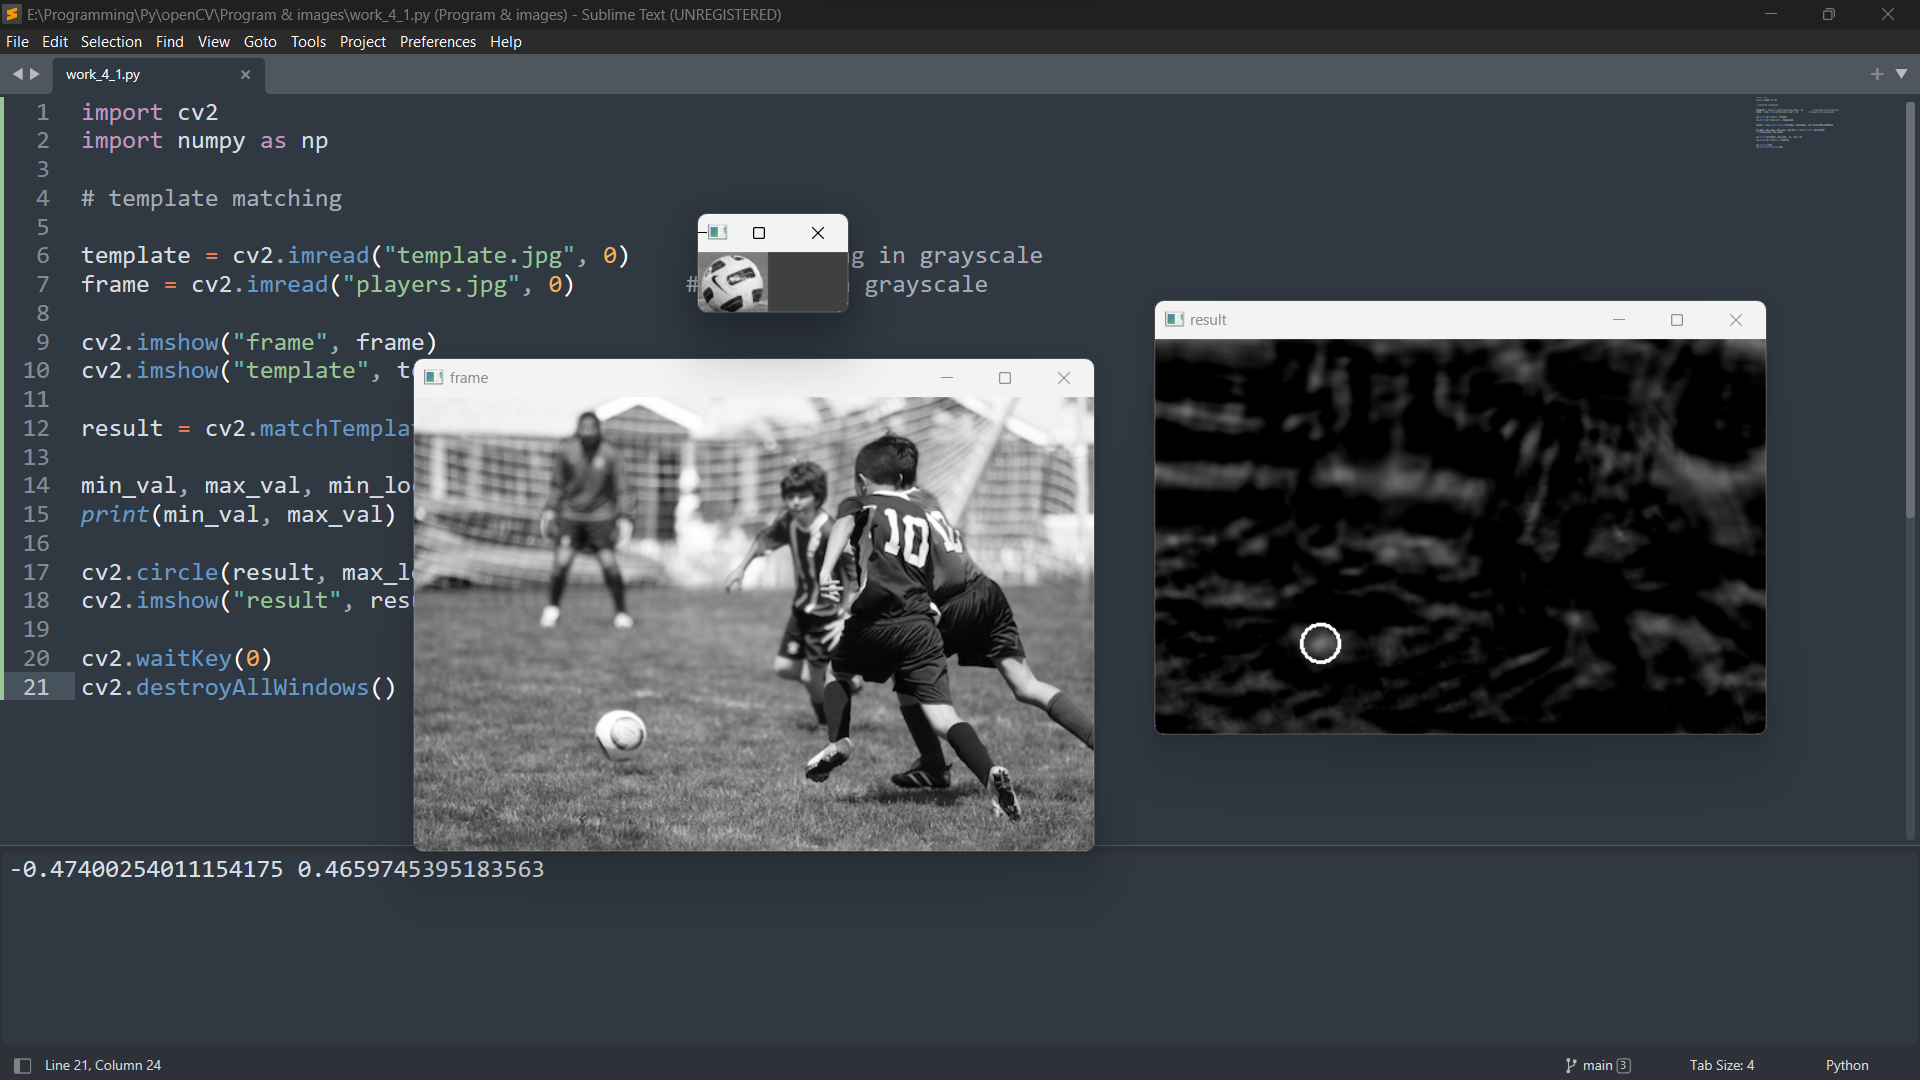 E:\Programming\Py\openCV\Program & images\work_4_1.py (Program & images) - Sublime Text (UNREGISTERED)
File Edit Selection Find View Goto Tools Project Preferences Help
work_4_1.py
1 import cv2
2 import numpy as np
3
4 # template matching
5
6 template = cv2.imread("template.jpg", 0) g in grayscale
7 frame = cv2.imread("players.jpg", 0) # grayscale
8
9 cv2.imshow("frame", frame)
10 cv2.imshow("template", te
11
12 result = cv2.matchTempla
13
14 min_val, max_val, min_lo
15 print(min_val, max_val)
16
17 cv2.circle(result, max_l
18 cv2.imshow("result", res
19
20 cv2.waitKey(0)
21 cv2.destroyAllWindows()
frame
10
result
-0.47400254011154175 0.4659745395183563
Line 21, Column 24
main 3
Tab Size: 4
Python